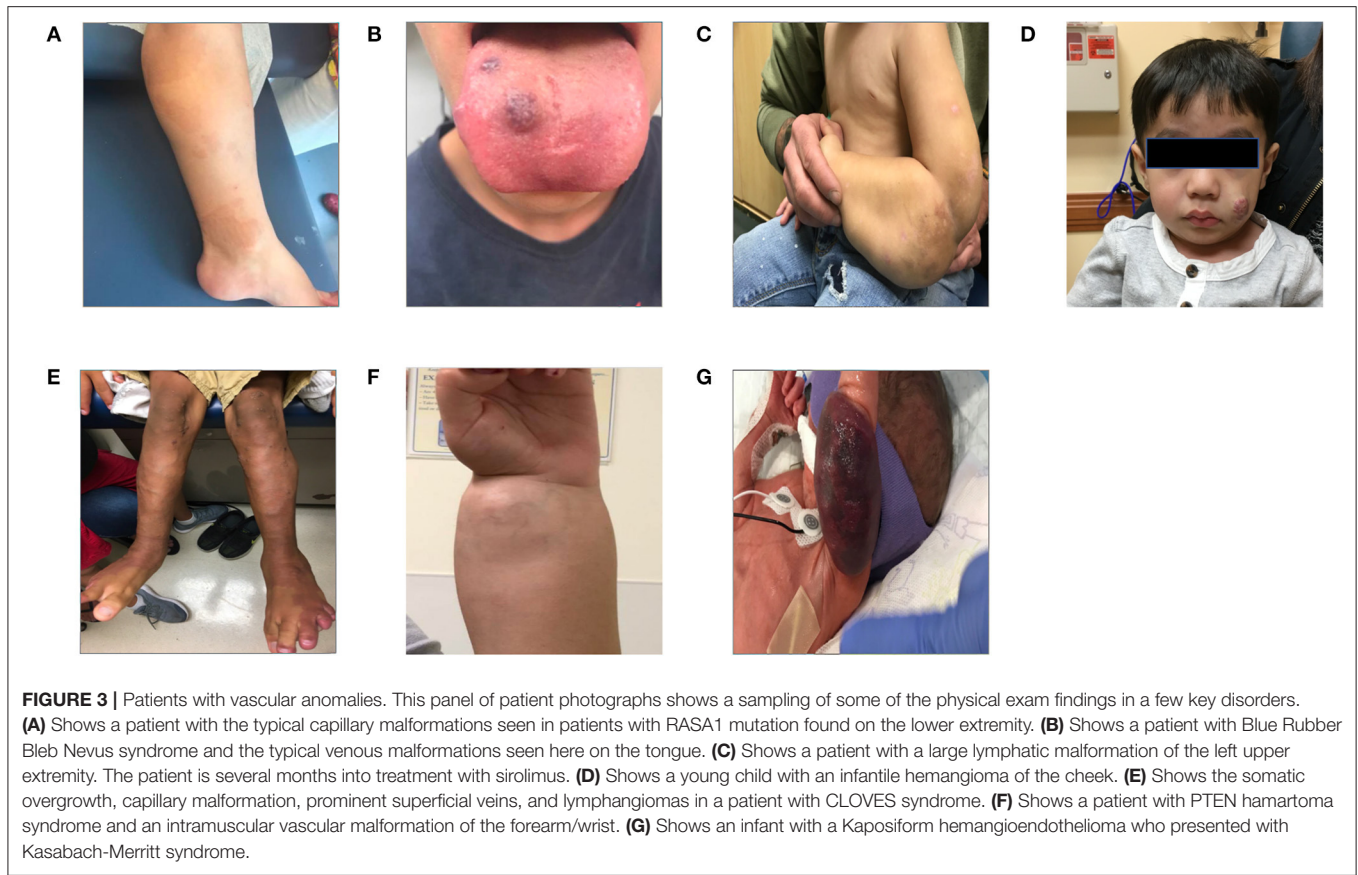 A
B
C
D
E
F
G
FIGURE 3 | Patients with vascular anomalies. This panel of patient photographs shows a sampling of some of the physical exam findings in a few key disorders.
(A) Shows a patient with the typical capillary malformations seen in patients with RASA1 mutation found on the lower extremity. (B) Shows a patient with Blue Rubber
Bleb Nevus syndrome and the typical venous malformations seen here on the tongue. (C) Shows a patient with a large lymphatic malformation of the left upper
extremity. The patient is several months into treatment with sirolimus. (D) Shows a young child with an infantile hemangioma of the cheek. (E) Shows the somatic
overgrowth, capillary malformation, prominent superficial veins, and lymphangiomas in a patient with CLOVES syndrome. (F) Shows a patient with PTEN hamartoma
syndrome and an intramuscular vascular malformation of the forearm/wrist. (G) Shows an infant with a Kaposiform hemangioendothelioma who presented with
Kasabach-Merritt syndrome.